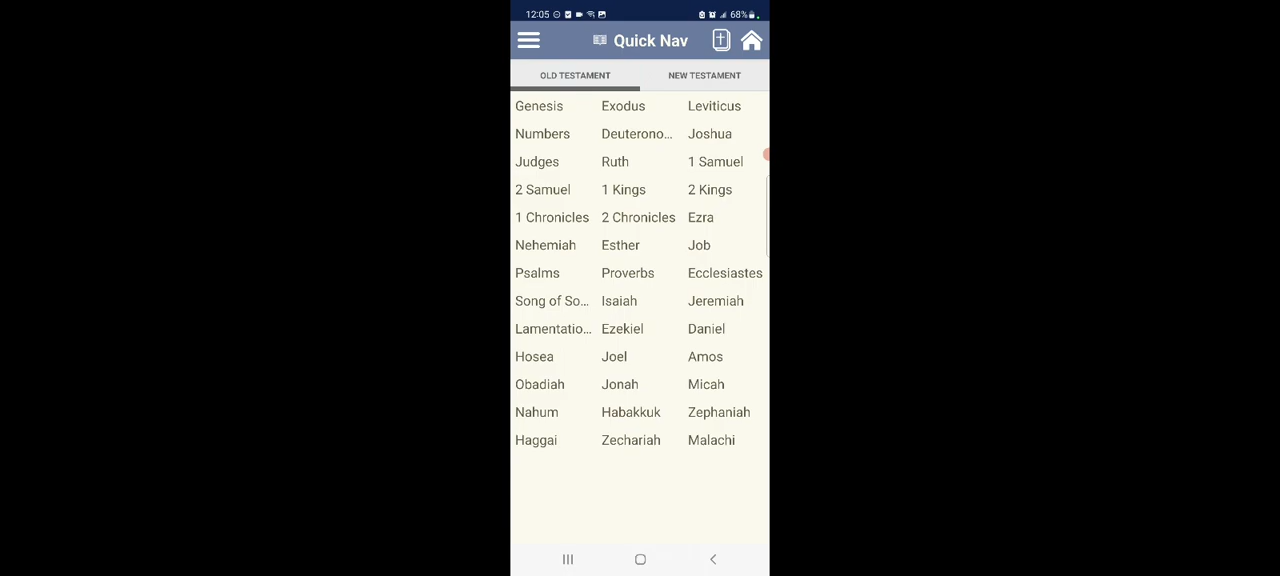 12:05 68%
Quick Nav
OLD TESTAMENT NEW TESTAMENT
Genesis Exodus Leviticus
Numbers Deuterono... Joshua
Judges Ruth 1 Samuel
2 Samuel 1 Kings 2 Kings
1 Chronicles 2 Chronicles Ezra
Nehemiah Esther Job
Psalms Proverbs Ecclesiastes
Song of So... Isaiah Jeremiah
Lamentatio... Ezekiel Daniel
Hosea Joel Amos
Obadiah Jonah Micah
Nahum Habakkuk Zephaniah
Haggai Zechariah Malachi